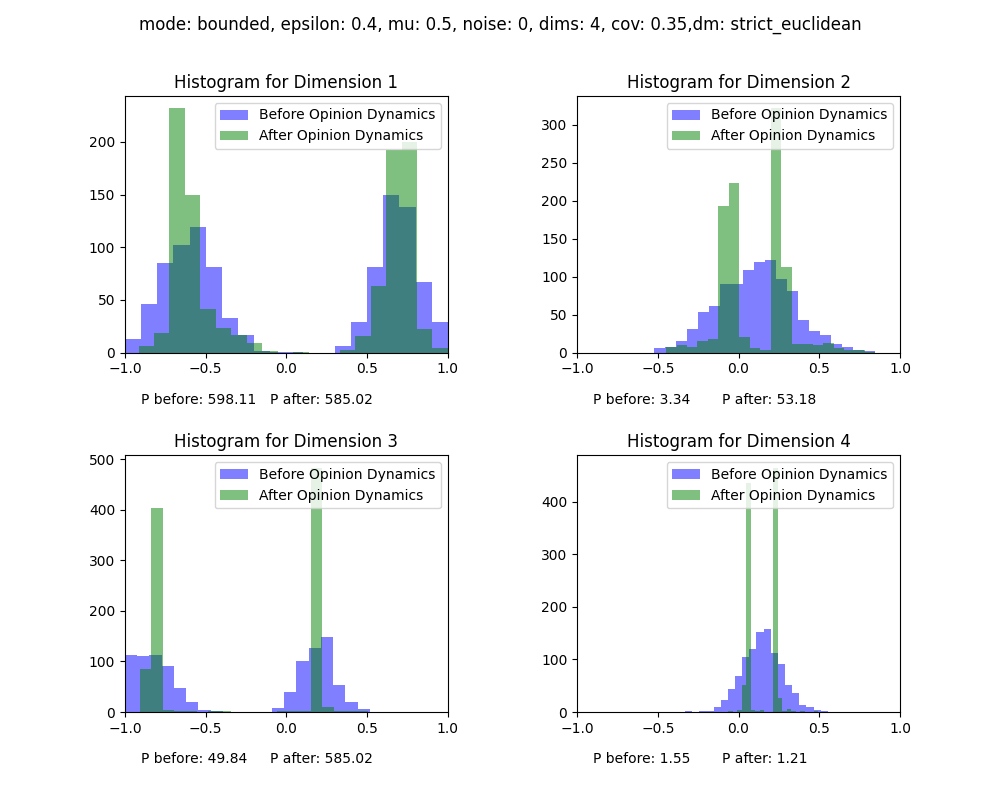 mode: bounded, epsilon: 0.4, mu: 0.5, noise: 0, dims: 4, cov: 0.35,dm: strict_euclidean
Histogram for Dimension 1
Before Opinion Dynamics
After Opinion Dynamics
200
150
100
50
0
−1.0 −0.5 0.0 0.5 1.0
P before: 598.11 P after: 585.02
Histogram for Dimension 2
Before Opinion Dynamics
After Opinion Dynamics
300
250
200
150
100
50
0
−1.0 −0.5 0.0 0.5 1.0
P before: 3.34 P after: 53.18
Histogram for Dimension 3
Before Opinion Dynamics
After Opinion Dynamics
500
400
300
200
100
0
−1.0 −0.5 0.0 0.5 1.0
P before: 49.84 P after: 585.02
Histogram for Dimension 4
Before Opinion Dynamics
After Opinion Dynamics
400
300
200
100
0
−1.0 −0.5 0.0 0.5 1.0
P before: 1.55 P after: 1.21